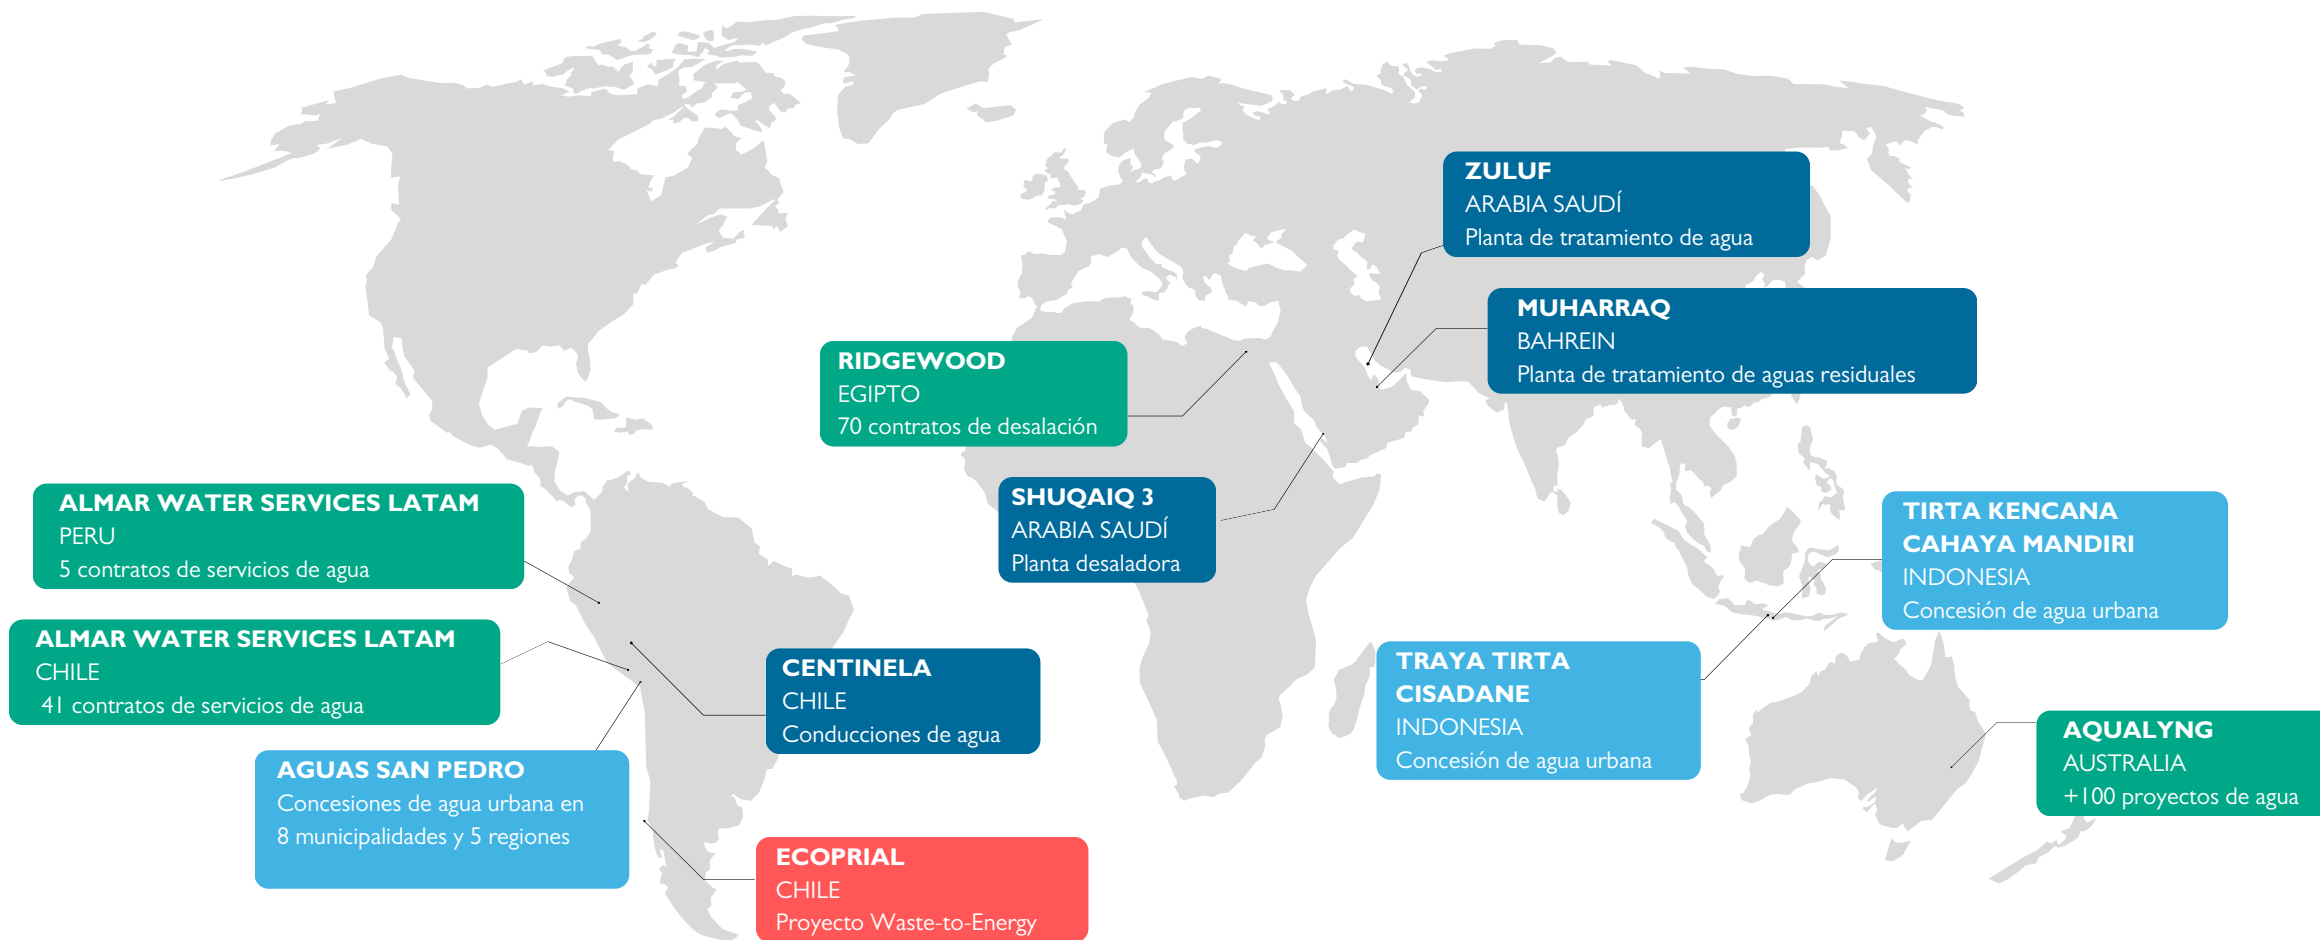 ZULUF
ARABIA SAUDÍ
Planta de tratamiento de agua
MUHARRAQ
BAHREIN
Planta de tratamiento de aguas residuales
RIDGEWOOD
EGIPTO
70 contratos de desalación
SHUQAIQ 3
ARABIA SAUDÍ
Planta desaladora
ALMAR WATER SERVICES LATAM
PERU
5 contratos de servicios de agua
ALMAR WATER SERVICES LATAM
CHILE
41 contratos de servicios de agua
CENTINELA
CHILE
Conducciones de agua
AGUAS SAN PEDRO
Concesiones de agua urbana en
8 municipalidades y 5 regiones
ECOPRIAL
CHILE
Proyecto Waste-to-Energy
TIRTA KENCANA
CAHAYA MANDIRI
INDONESIA
Concesión de agua urbana
TRAYA TIRTA
CISADANE
INDONESIA
Concesión de agua urbana
AQUALYNG
AUSTRALIA
+100 proyectos de agua